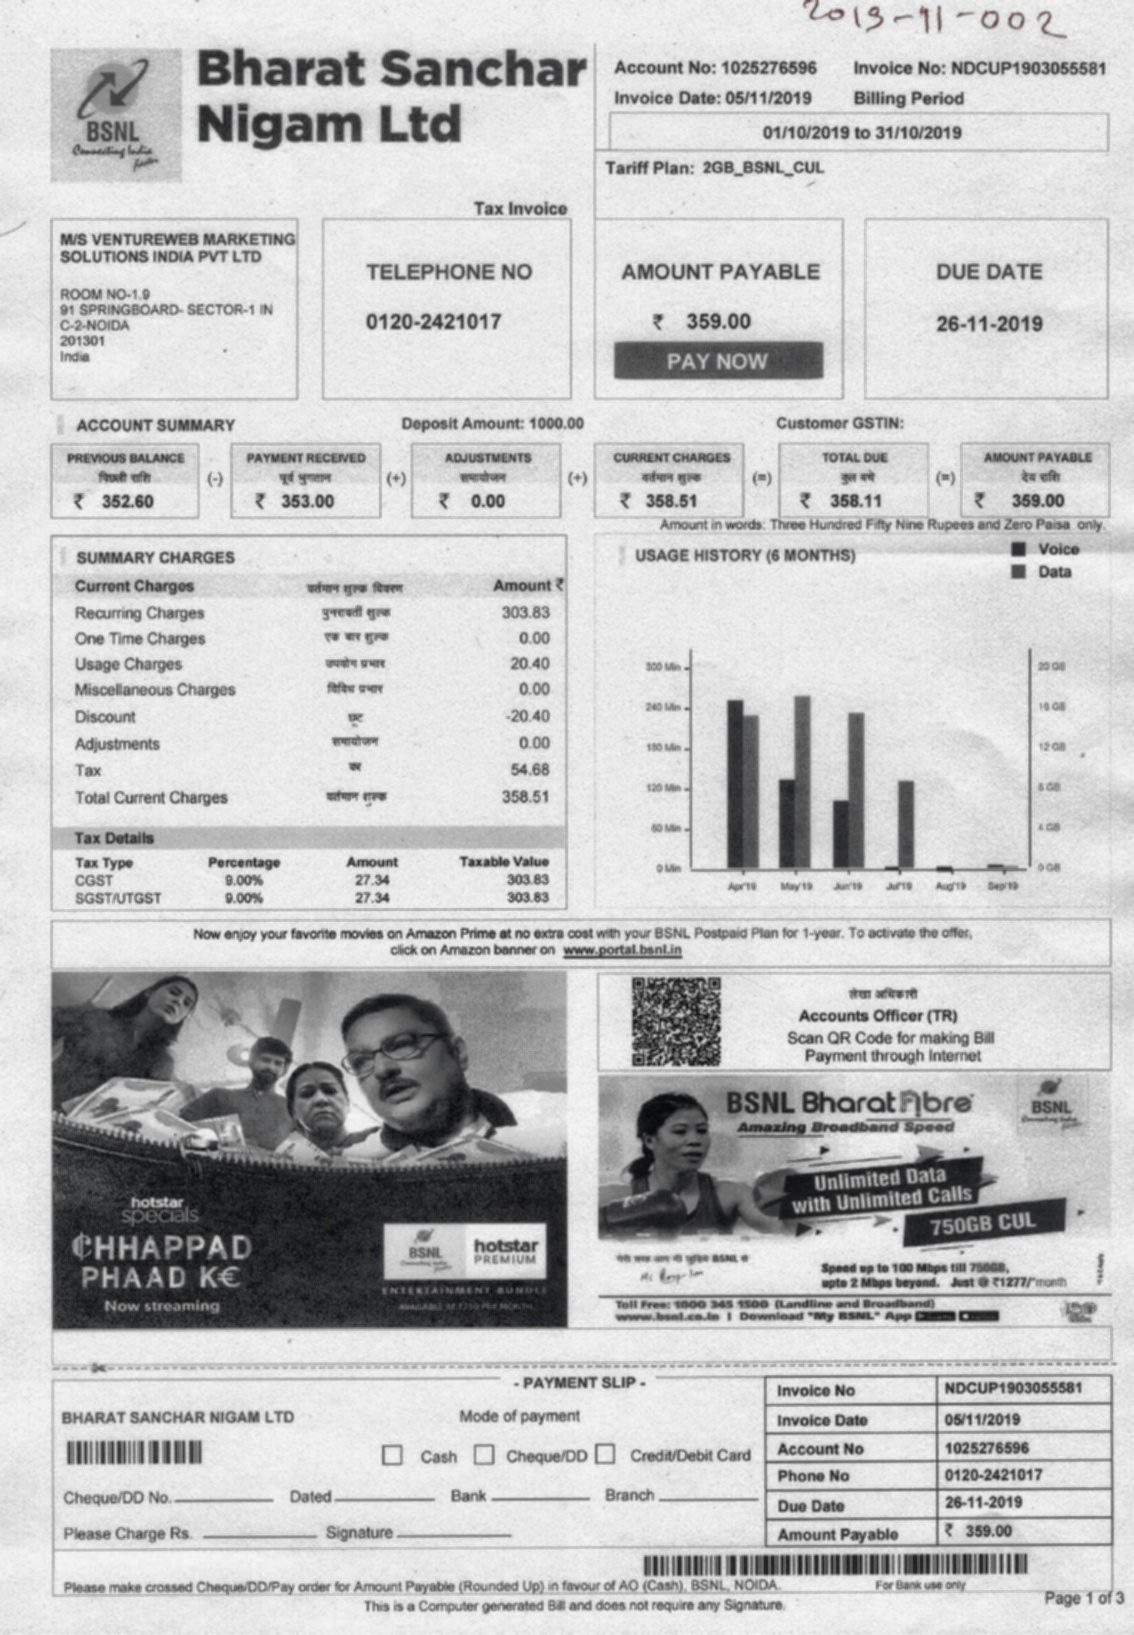 2019-11-002
Bharat Sanchar
Nigam Ltd
BSNL
Connecting India
faster
Account No: 1025276596 Invoice No: NDCUP1903055581
Invoice Date: 05/11/2019 Billing Period
01/10/2019 to 31/10/2019
Tariff Plan: 2GB_BSNL_CUL
Tax Invoice
M/S VENTUREWEB MARKETING
SOLUTIONS INDIA PVT LTD
ROOM NO-1.9
91 SPRINGBOARD- SECTOR-1 IN
C-2-NOIDA
201301
India
TELEPHONE NO
0120-2421017
AMOUNT PAYABLE
₹ 359.00
PAY NOW
DUE DATE
26-11-2019
ACCOUNT SUMMARY Deposit Amount: 1000.00 Customer GSTIN:
PREVIOUS BALANCE PAYMENT RECEIVED ADJUSTMENTS CURRENT CHARGES TOTAL DUE AMOUNT PAYABLE
पिछली राशि (-) पूर्व भुगतान (+) समायोजन (+) वर्तमान शुल्क (=) कुल बचे (=) देय राशि
₹ 352.60 ₹ 353.00 ₹ 0.00 ₹ 358.51 ₹ 358.11 ₹ 359.00
Amount in words: Three Hundred Fifty Nine Rupees and Zero Paisa only.
SUMMARY CHARGES
Current Charges वर्तमान शुल्क विवरण Amount ₹
Recurring Charges पुनरावर्ती शुल्क 303.83
One Time Charges एक बार शुल्क 0.00
Usage Charges उपयोग प्रभार 20.40
Miscellaneous Charges विविध प्रभार 0.00
Discount छूट -20.40
Adjustments समायोजन 0.00
Tax कर 54.68
Total Current Charges वर्तमान शुल्क 358.51
Tax Details
Tax Type Percentage Amount Taxable Value
CGST 9.00% 27.34 303.83
SGST/UTGST 9.00% 27.34 303.83
USAGE HISTORY (6 MONTHS)
Voice
Data
300 Min 20 GB
240 Min 16 GB
180 Min 12 GB
120 Min 8 GB
60 Min 4 GB
0 Min 0 GB
Apr'19 May'19 Jun'19 Jul'19 Aug'19 Sep'19
Now enjoy your favorite movies on Amazon Prime at no extra cost with your BSNL Postpaid Plan for 1-year. To activate the offer,
click on Amazon banner on www.portal.bsnl.in
hotstar
specials
CHHAPPAD
PHAAD K€
Now streaming
BSNL
Connecting India
faster
hotstar
PREMIUM
ENTERTAINMENT BUNDLE
लेखा अधिकारी
Accounts Officer (TR)
Scan QR Code for making Bill
Payment through Internet
BSNL Bharat Fibre
Amazing Broadband Speed
BSNL
Connecting India
faster
Unlimited Data
with Unlimited Calls
750GB CUL
Speed up to 100 Mbps till 750GB,
upto 2 Mbps beyond. Just @ ₹1277/*month
Toll Free: 1800 345 1500 (Landline and Broadband)
www.bsnl.co.in | Download "My BSNL" App
- PAYMENT SLIP -
BHARAT SANCHAR NIGAM LTD Mode of payment
Cash Cheque/DD Credit/Debit Card
Cheque/DD No. Dated Bank Branch
Please Charge Rs. Signature
Invoice No NDCUP1903055581
Invoice Date 05/11/2019
Account No 1025276596
Phone No 0120-2421017
Due Date 26-11-2019
Amount Payable ₹ 359.00
Please make crossed Cheque/DD/Pay order for Amount Payable (Rounded Up) in favour of AO (Cash), BSNL, NOIDA. For Bank use only
This is a Computer generated Bill and does not require any Signature.
Page 1 of 3